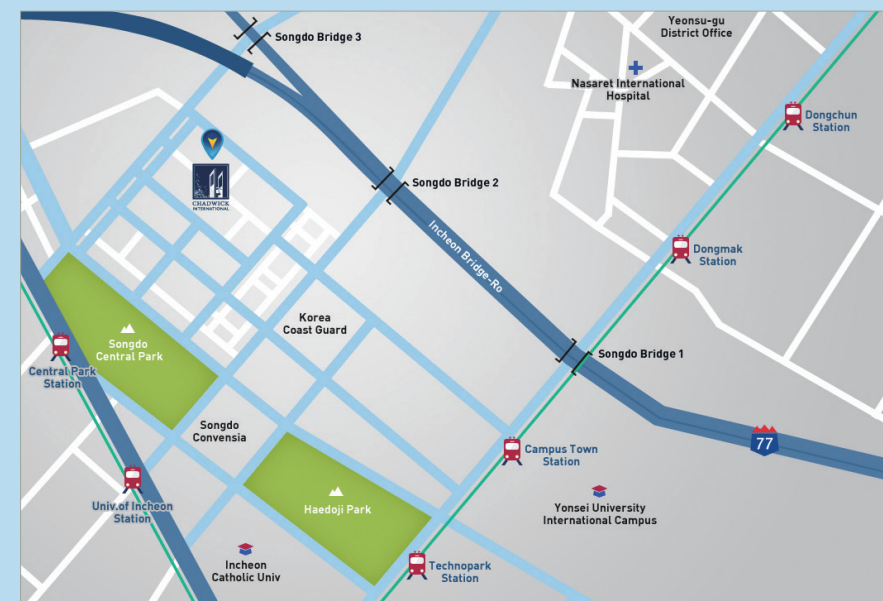 Yeonsu-gu
District Office
Songdo Bridge 3
Nasaret International
Hospital
Dongchun
Station
Songdo Bridge 2
CHADWICK
INTERNATIONAL
Incheon Bridge-Ro
Dongmak
Station
Korea
Coast Guard
Songdo
Central Park
Songdo Bridge 1
Central Park
Station
Songdo
Convensia
77
Campus Town
Station
Univ.of Incheon
Station
Haedoji Park
Yonsei University
International Campus
Incheon
Catholic Univ
Technopark
Station